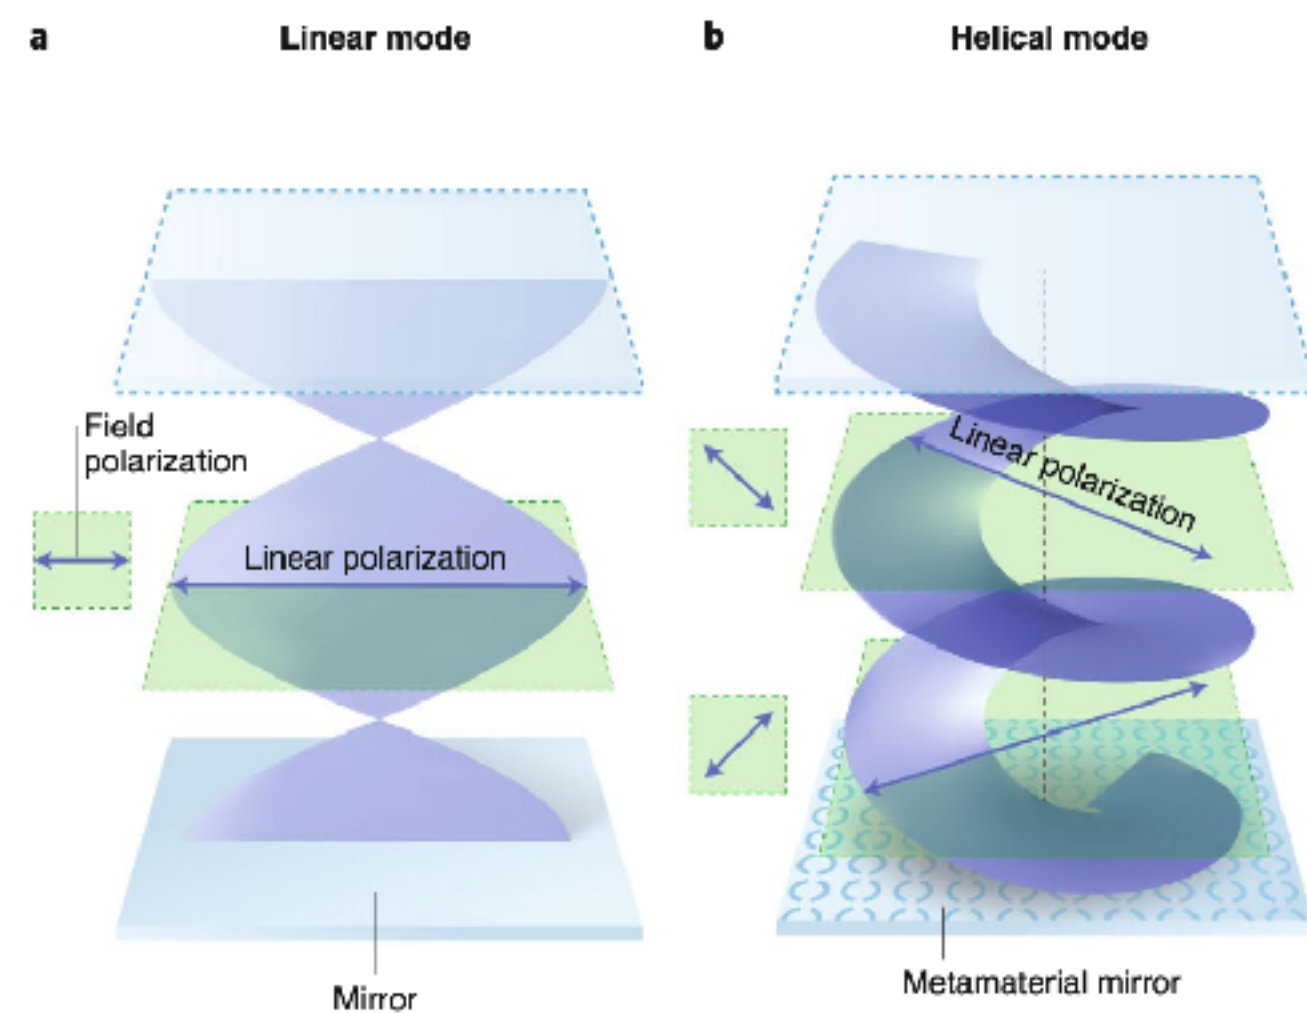 a
Linear mode
b
Helical mode
Field
polarization
Linear polarization
Mirror
Linear polarization
Metamaterial mirror